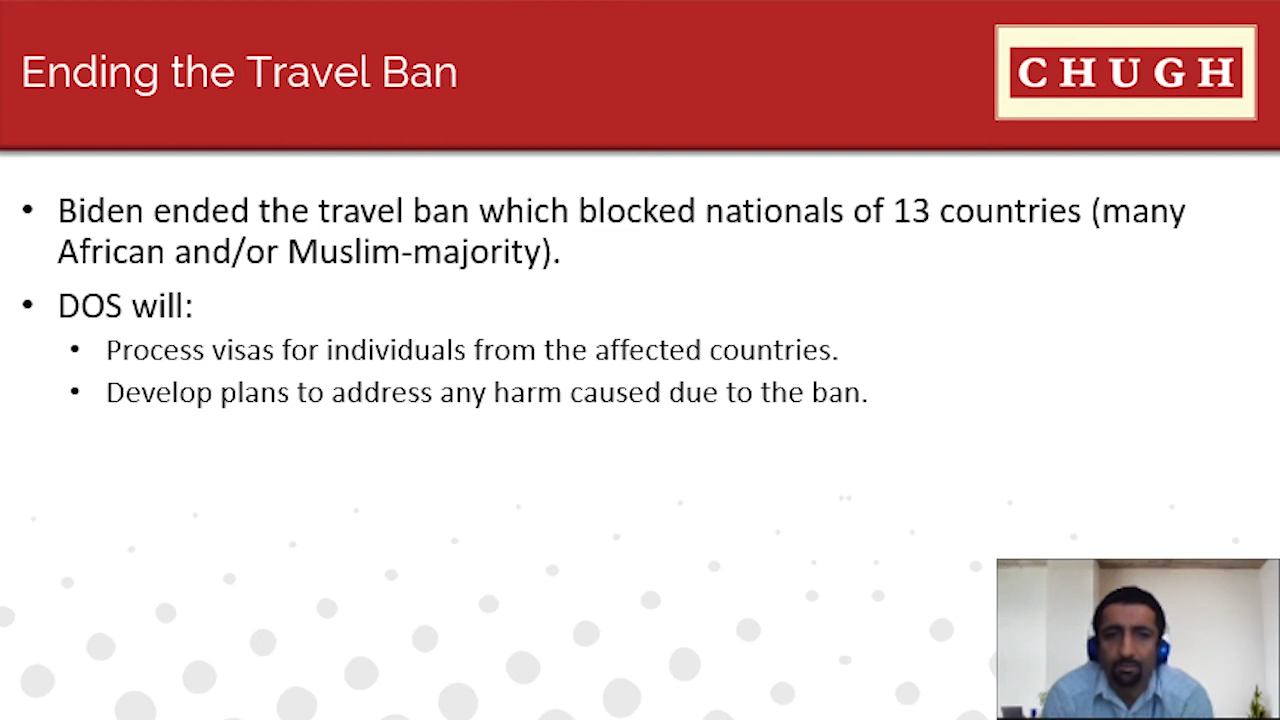 Ending the Travel Ban
CHUGH
• Biden ended the travel ban which blocked nationals of 13 countries (many
African and/or Muslim-majority).
• DOS will:
• Process visas for individuals from the affected countries.
• Develop plans to address any harm caused due to the ban.